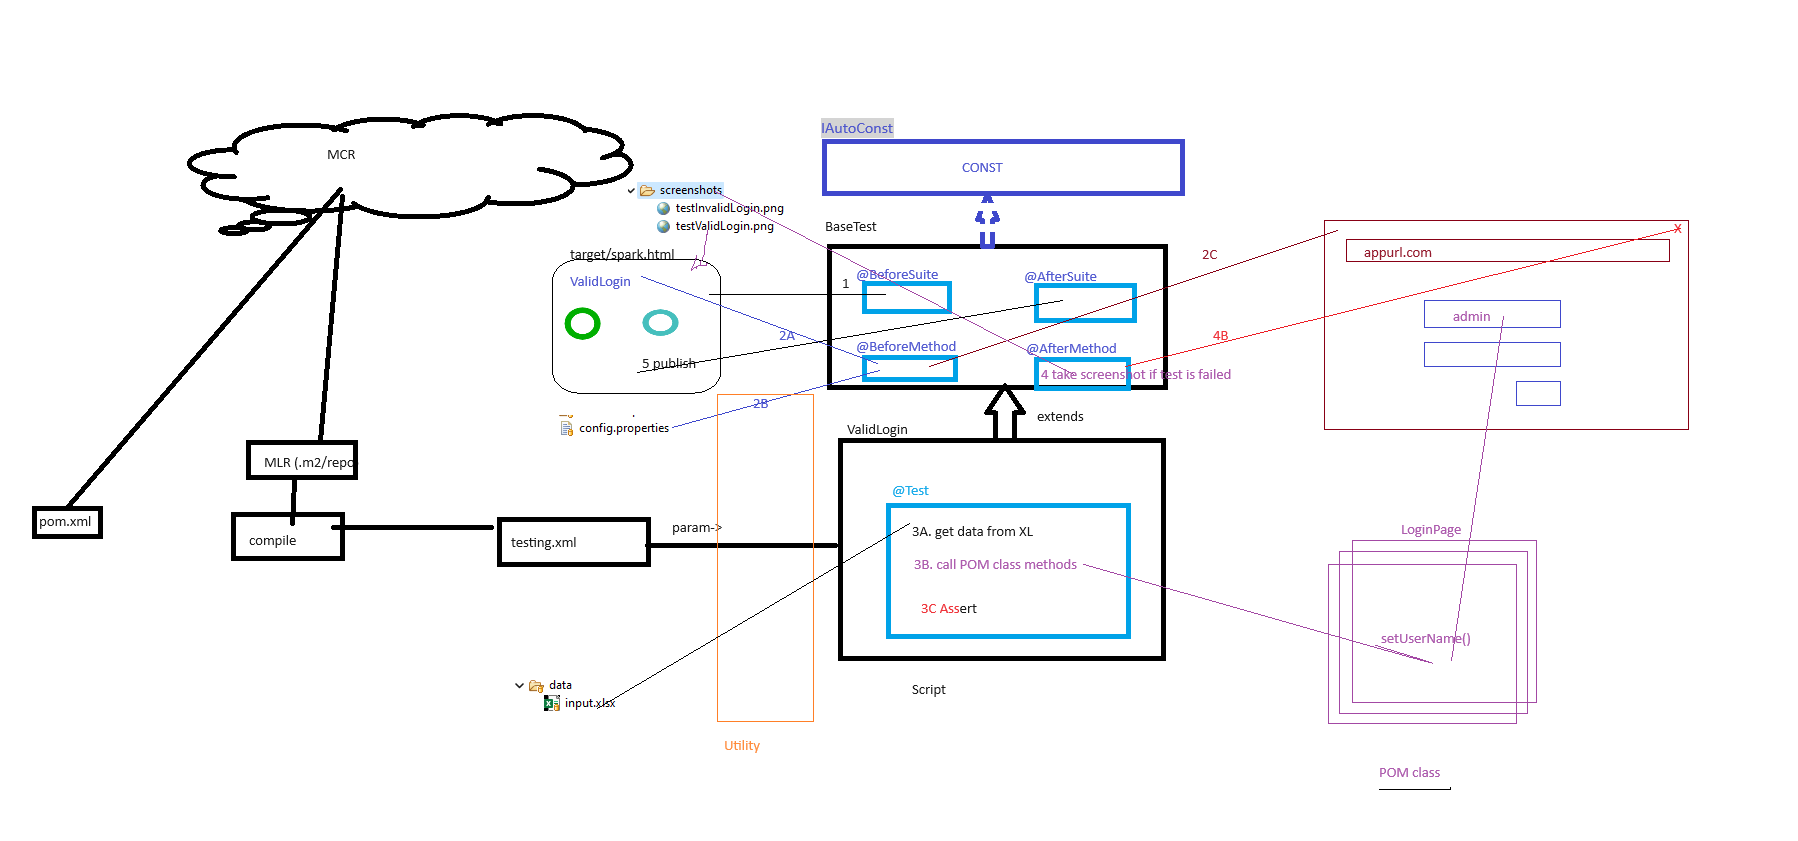 IAutoConst
CONST
MCR
screenshots
testInvalidLogin.png
testValidLogin.png
target/spark.html
ValidLogin
5 publish
config.properties
BaseTest
@BeforeSuite
@AfterSuite
@BeforeMethod
@AfterMethod
4 take screenshot if test is failed
1
2A
2B
2C
4B
X
appurl.com
admin
extends
ValidLogin
@Test
3A. get data from XL
3B. call POM class methods
3C Assert
Script
MLR (.m2/repo
pom.xml
compile
testing.xml
param->
data
input.xlsx
Utility
LoginPage
setUserName()
POM class